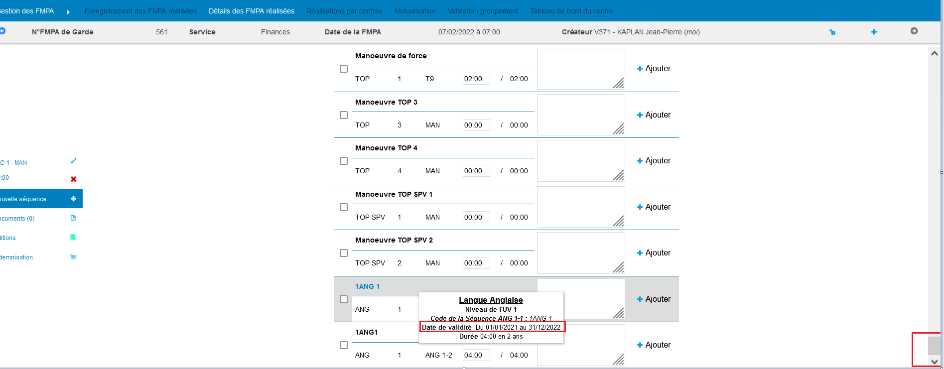 Gestion des FMPA Enregistrement des FMPA réalisées Détails des FMPA réalisées Réalisations par centres Mutualisation Validation groupement Tableau de bord du centre
N°FMPA de Garde 561 Service Finances Date de la FMPA 07/02/2022 à 07:00 Créateur V371 - KAPLAN Jean-Pierre (moi)
Manoeuvre de force
TOP 1 T9 02:00 / 02:00 + Ajouter
Manoeuvre TOP 3
TOP 3 MAN 00:00 / 00:00 + Ajouter
Manoeuvre TOP 4
TOP 4 MAN 00:00 / 00:00 + Ajouter
Manoeuvre TOP SPV 1
TOP SPV 1 MAN 00:00 / 00:00 + Ajouter
Manoeuvre TOP SPV 2
TOP SPV 2 MAN 00:00 / 00:00 + Ajouter
1ANG 1
ANG 1 + Ajouter
Langue Anglaise
Niveau de l'UV 1
Code de la Séquence ANG 1-1 : 1ANG 1
Date de validité Du 01/01/2021 au 31/12/2022
Durée 04:00 en 2 ans
1ANG1
ANG 1 ANG 1-2 04:00 / 04:00 + Ajouter
G 1 - MAN
:00
ouvelle séquence
ocuments (0)
ditions
demnisation